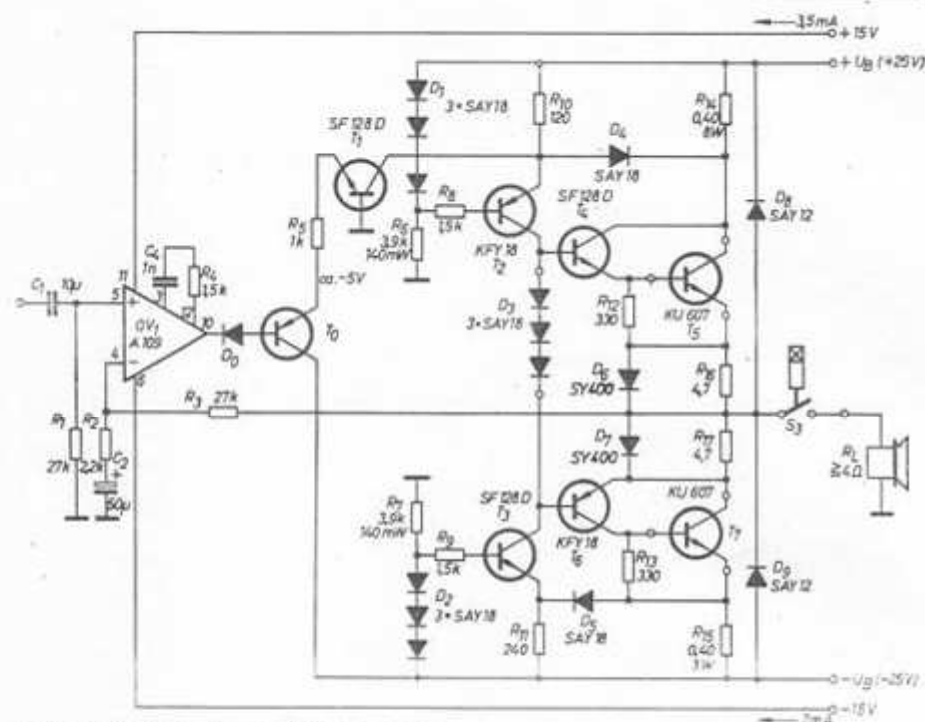 3,5mA
+15V
+UB (+25V)
D1
3×SAY18
R10
120
R14
0,40
8W
SF128D
T1
D4
SAY18
R8
1,5k
SF128D
T4
D8
SAY12
R5
1k
R6
3,9k
140mW
KFY18
T2
C4
1n
R4
1,5k
ca.-5V
C1
10µ
11
5
+
3
12
10
OV1
A109
4
-
6
D0
T0
D3
3×SAY18
R12
330
KU607
T5
D6
SY400
R16
4,7
R3
27k
S3
R1
27k
R2
2,2k
C2
+
50µ
D7
SY400
R17
4,7
RL
≧4Ω
R7
3,9k
140mW
SF128D
T3
KU607
R9
1,5k
KFY18
T6
T7
R13
330
D9
SAY12
D2
3×SAY18
D5
SAY18
R11
240
R15
0,40
-UB (-25V)
-15V